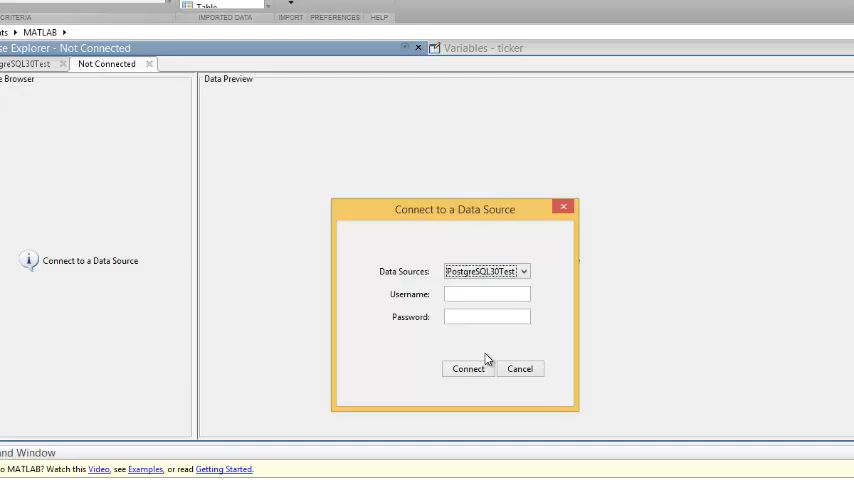 Table
CRITERIA IMPORTED DATA IMPORT PREFERENCES HELP
nts ▸ MATLAB ▸
se Explorer - Not Connected
Variables - ticker
greSQL30Test
Not Connected
e Browser
Data Preview
Connect to a Data Source
Connect to a Data Source
Data Sources: PostgreSQL30Test
Username:
Password:
Connect Cancel
and Window
o MATLAB? Watch this Video, see Examples, or read Getting Started.